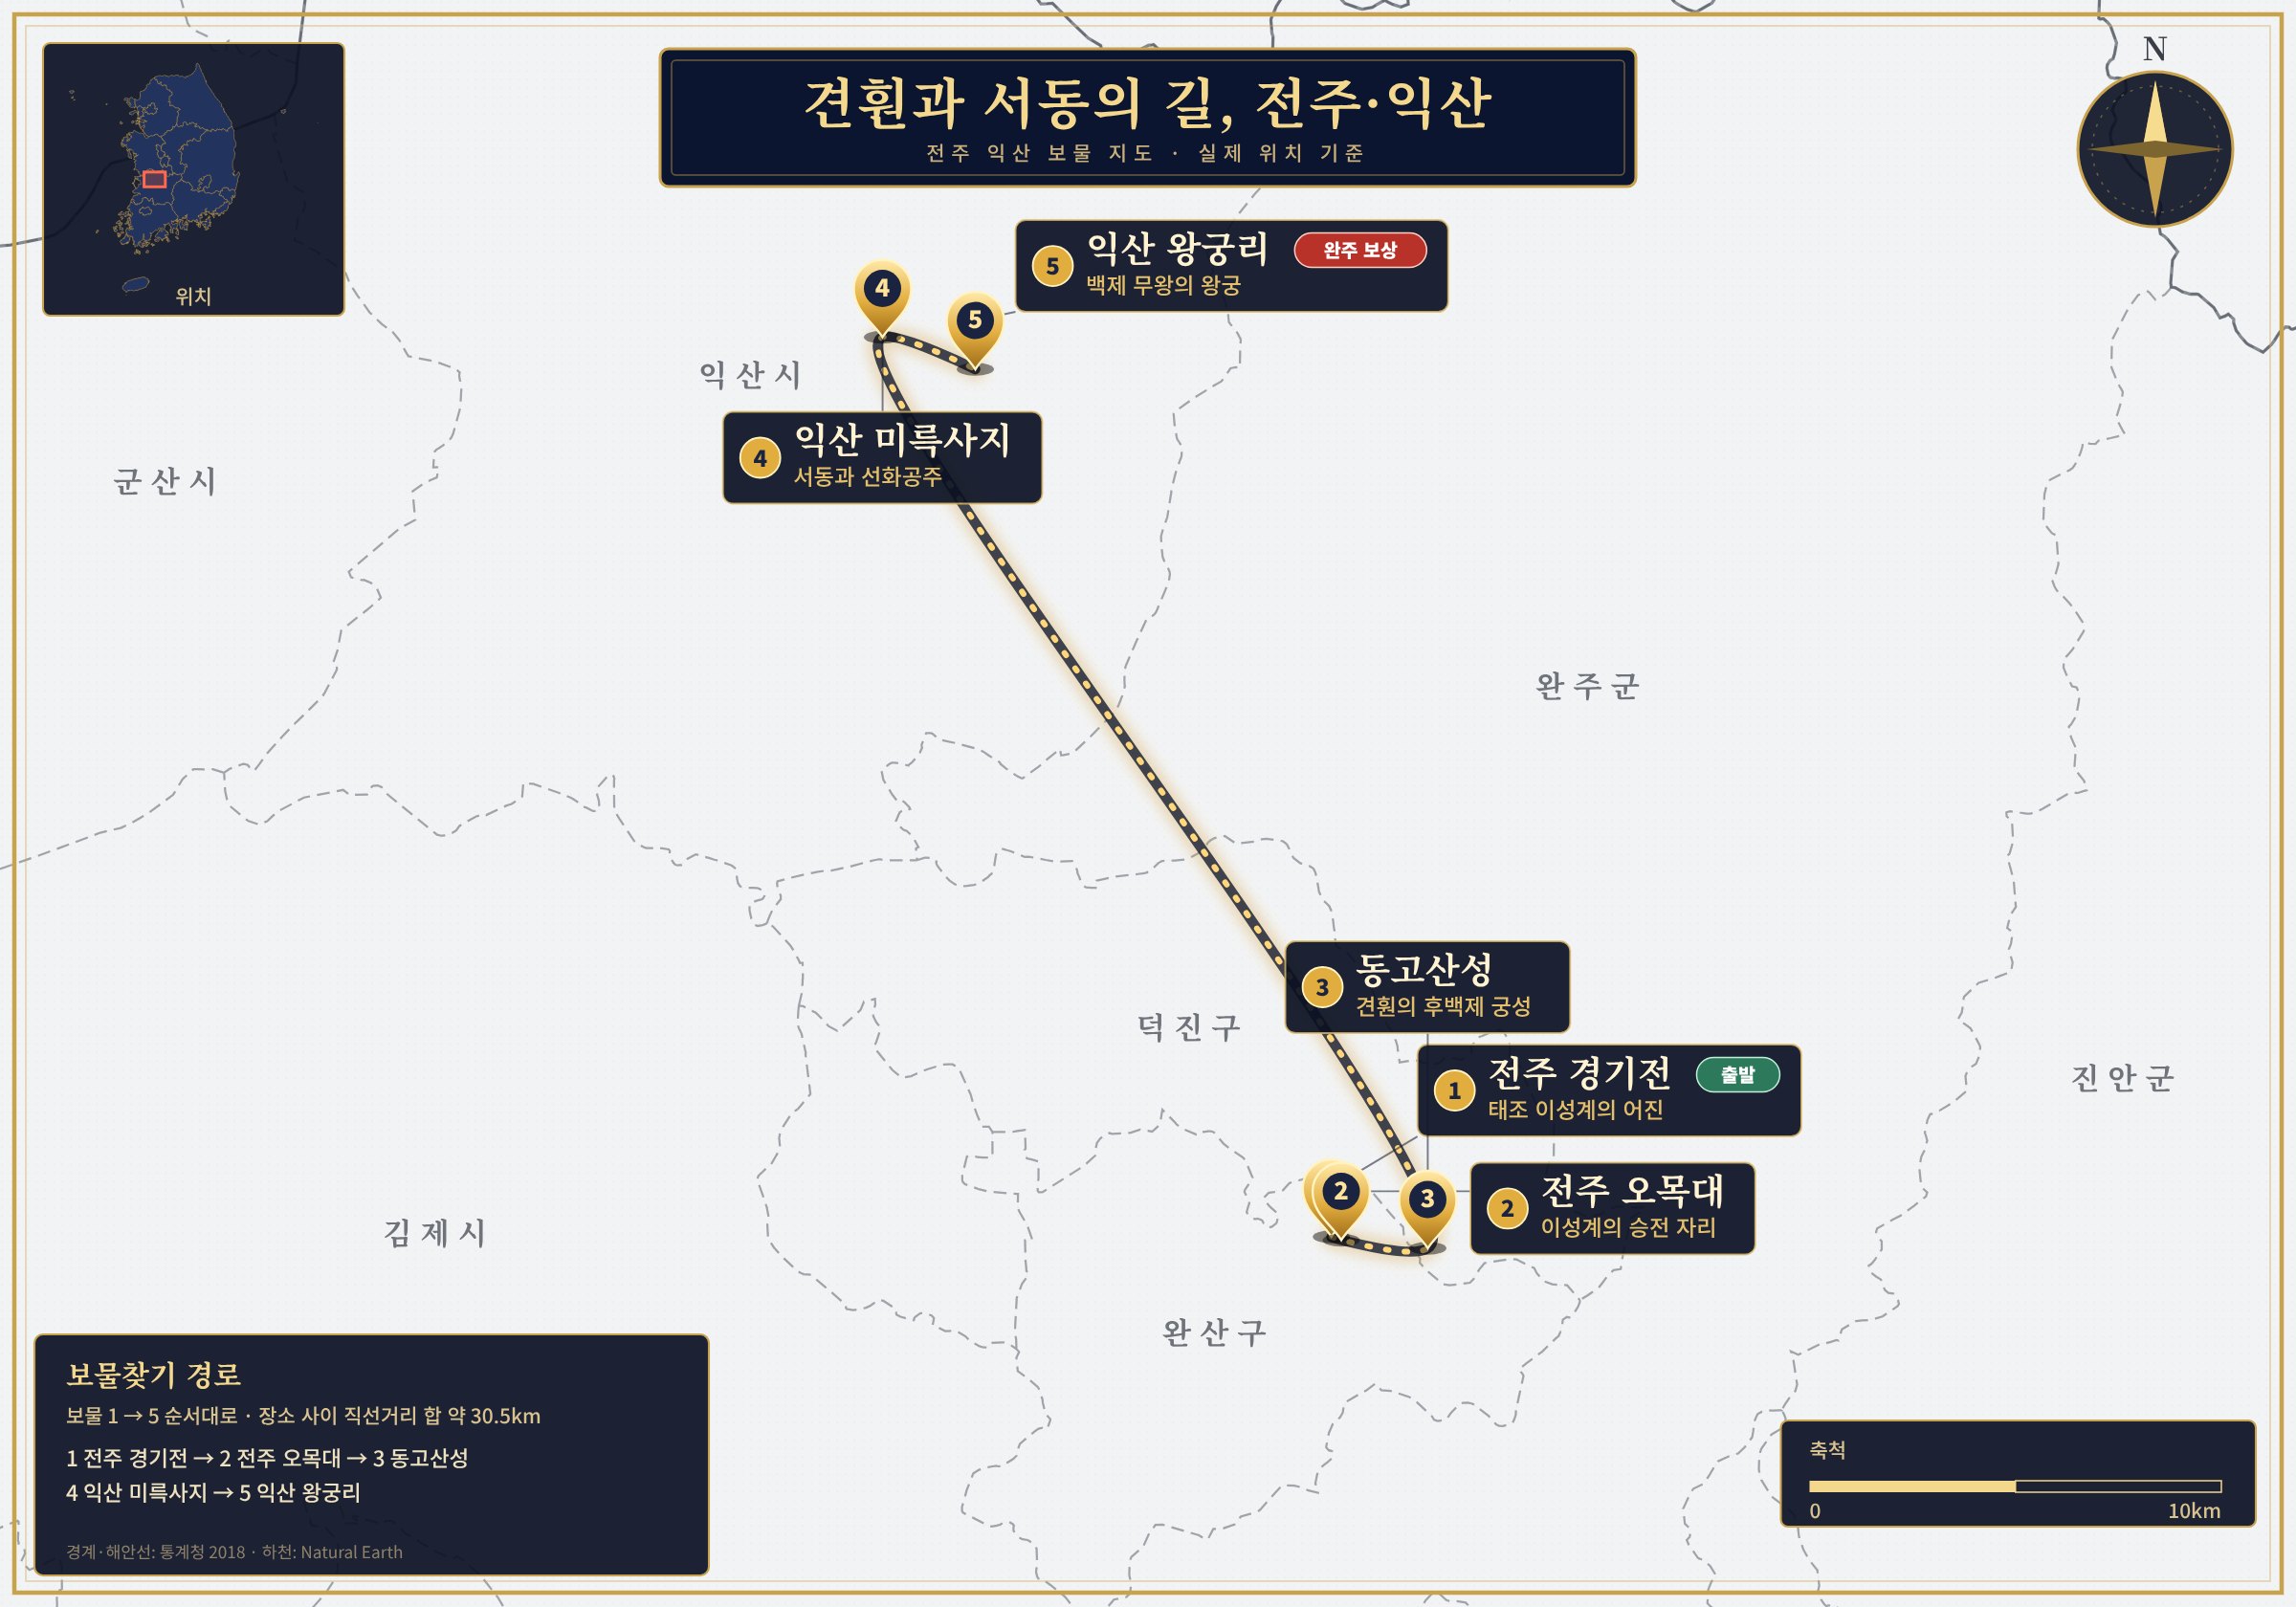 견훤과 서동의 길, 전주·익산
전주 익산 보물 지도 · 실제 위치 기준
N
위치
5 익산 왕궁리 완주 보상
백제 무왕의 왕궁
4
5
익산시
4 익산 미륵사지
서동과 선화공주
군산시
완주군
3 동고산성
견훤의 후백제 궁성
덕진구
1 전주 경기전 출발
태조 이성계의 어진
진안군
2
3
2 전주 오목대
이성계의 승전 자리
김제시
완산구
보물찾기 경로
보물 1 → 5 순서대로 · 장소 사이 직선거리 합 약 30.5km
1 전주 경기전 → 2 전주 오목대 → 3 동고산성
4 익산 미륵사지 → 5 익산 왕궁리
경계·해안선: 통계청 2018 · 하천: Natural Earth
축척
0 10km